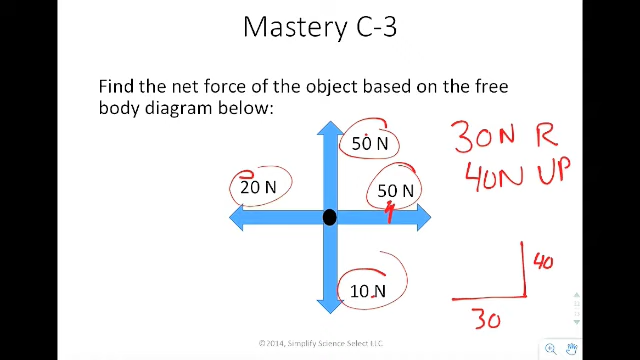 Mastery C-3
Find the net force of the object based on the free
body diagram below:
50 N
30N R
40N UP
20 N
50 N
40
10 N
30
©2014, Simplify Science Select LLC